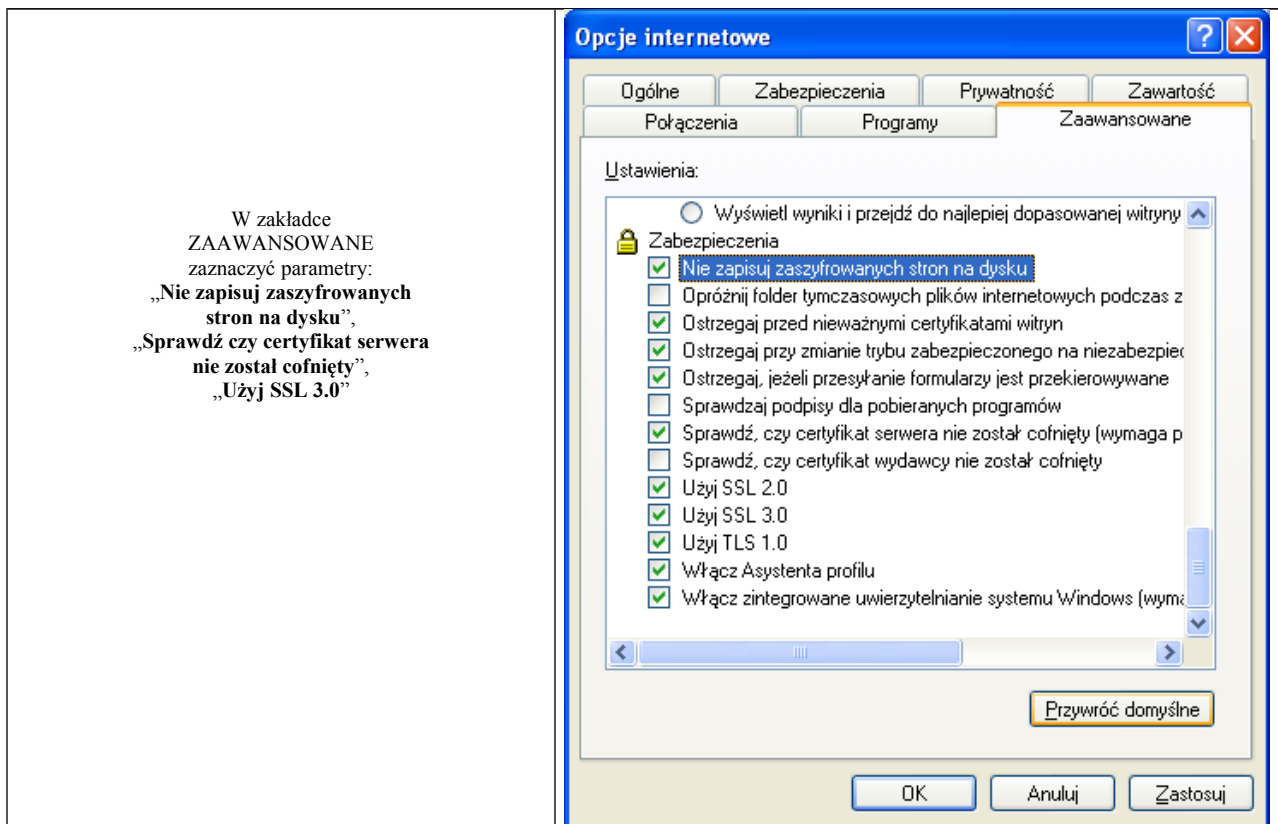 W zakładce
ZAAWANSOWANE
zaznaczyć parametry:
„Nie zapisuj zaszyfrowanych
stron na dysku”,
„Sprawdź czy certyfikat serwera
nie został cofnięty”,
„Użyj SSL 3.0”
Opcje internetowe
Ogólne Zabezpieczenia Prywatność Zawartość
Połączenia Programy Zaawansowane
Ustawienia:
Wyświetl wyniki i przejdź do najlepiej dopasowanej witryny
Zabezpieczenia
Nie zapisuj zaszyfrowanych stron na dysku
Opróżnij folder tymczasowych plików internetowych podczas z
Ostrzegaj przed nieważnymi certyfikatami witryn
Ostrzegaj przy zmianie trybu zabezpieczonego na niezabezpiec
Ostrzegaj, jeżeli przesyłanie formularzy jest przekierowywane
Sprawdzaj podpisy dla pobieranych programów
Sprawdź, czy certyfikat serwera nie został cofnięty (wymaga p
Sprawdź, czy certyfikat wydawcy nie został cofnięty
Użyj SSL 2.0
Użyj SSL 3.0
Użyj TLS 1.0
Włącz Asystenta profilu
Włącz zintegrowane uwierzytelnianie systemu Windows (wyma
Przywróć domyślne
OK Anuluj Zastosuj